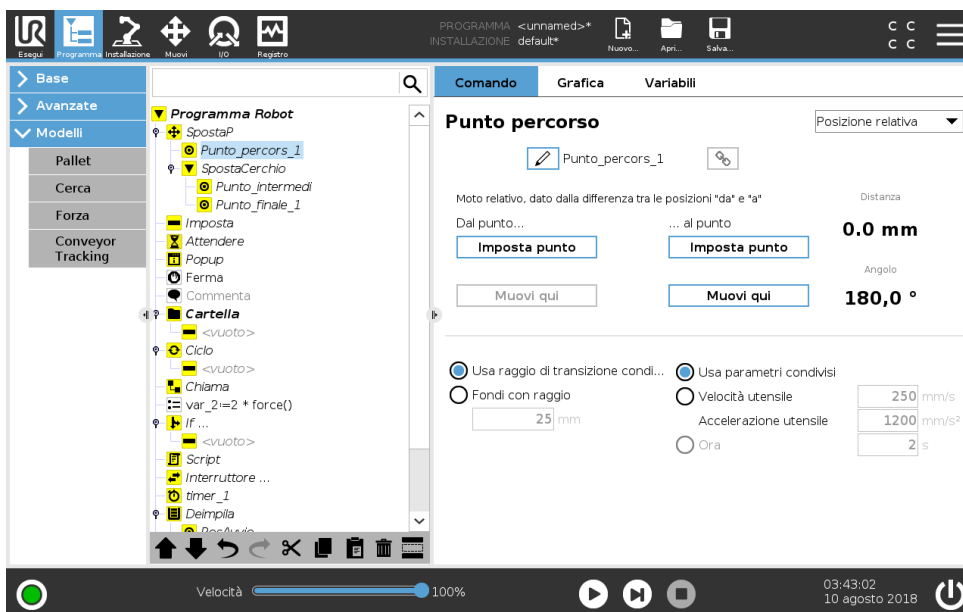 UR
PROGRAMMA <unnamed>*
INSTALLAZIONE default*
Esegui Programma Installazione Muovi I/O Registro
Nuovo... Apri... Salva...
C C
C C
Base
Avanzate
Modelli
Pallet
Cerca
Forza
Conveyor
Tracking
Programma Robot
SpostaP
Punto_percors_1
SpostaCerchio
Punto_intermedi
Punto_finale_1
Imposta
Attendere
Popup
Ferma
Commenta
Cartella
<vuoto>
Ciclo
<vuoto>
Chiama
var_2:=2 * force()
If ...
<vuoto>
Script
Interruttore ...
timer_1
Deimpila
PosAvvio
Comando Grafica Variabili
Punto percorso
Posizione relativa
Punto_percors_1
Moto relativo, dato dalla differenza tra le posizioni "da" e "a"
Distanza
Dal punto... ... al punto
0.0 mm
Imposta punto Imposta punto
Angolo
Muovi qui Muovi qui
180,0 °
Usa raggio di transizione condi... Usa parametri condivisi
Fondi con raggio Velocità utensile 250 mm/s
25 mm Accelerazione utensile 1200 mm/s²
Ora 2 s
Velocità 100%
03:43:02
10 agosto 2018